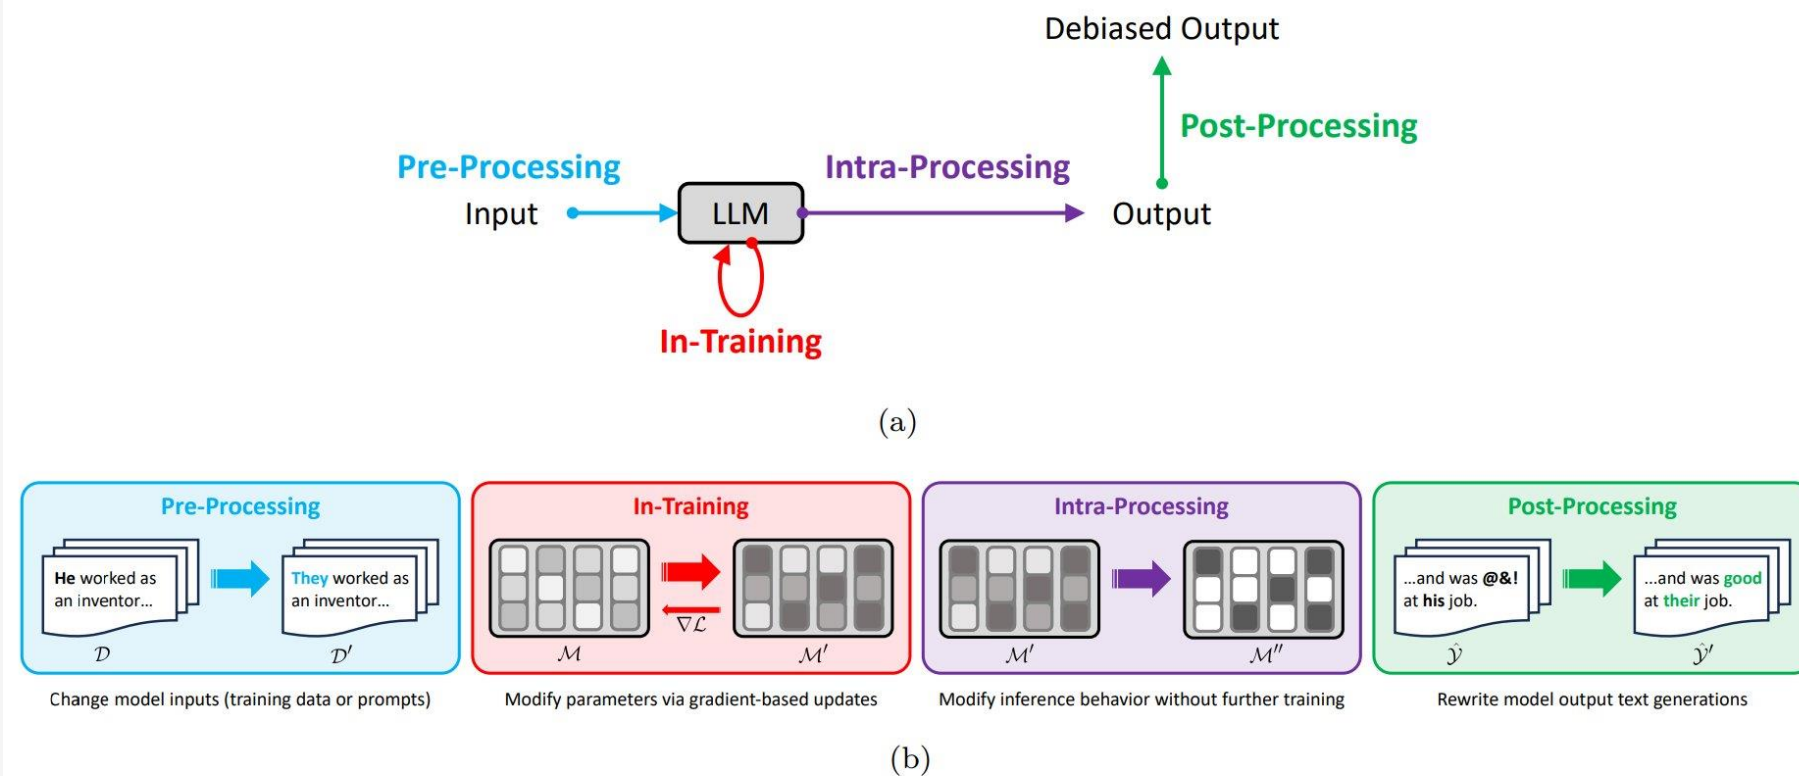 Debiased Output
Post-Processing
Pre-Processing
Intra-Processing
Input
LLM
Output
In-Training
(a)
Pre-Processing
He worked as
an inventor...
They worked as
an inventor...
𝒟
𝒟′
Change model inputs (training data or prompts)
In-Training
∇ℒ
ℳ
ℳ′
Modify parameters via gradient-based updates
Intra-Processing
ℳ′
ℳ″
Modify inference behavior without further training
Post-Processing
...and was @&!
at his job.
...and was good
at their job.
𝒴̂
𝒴̂′
Rewrite model output text generations
(b)